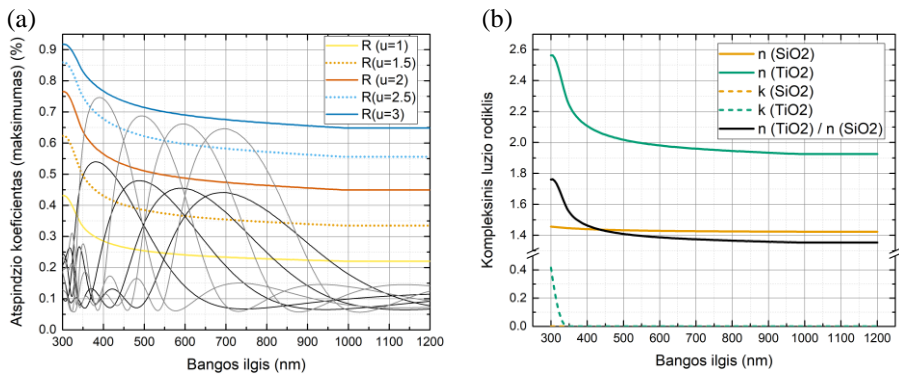 (a)
Atspindzio koeficientas (maksimumas) (%)
0.9
0.8
0.7
0.6
0.5
0.4
0.3
0.2
0.1
0.0
R (u=1)
R(u=1.5)
R (u=2)
R(u=2.5)
R(u=3)
300 400 500 600 700 800 900 1000 1100 1200
Bangos ilgis (nm)
(b)
Kompleksinis luzio rodiklis
2.6
2.4
2.2
2.0
1.8
1.6
1.4
0.4
0.2
0.0
n (SiO2)
n (TiO2)
k (SiO2)
k (TiO2)
n (TiO2) / n (SiO2)
300 400 500 600 700 800 900 1000 1100 1200
Bangos ilgis (nm)